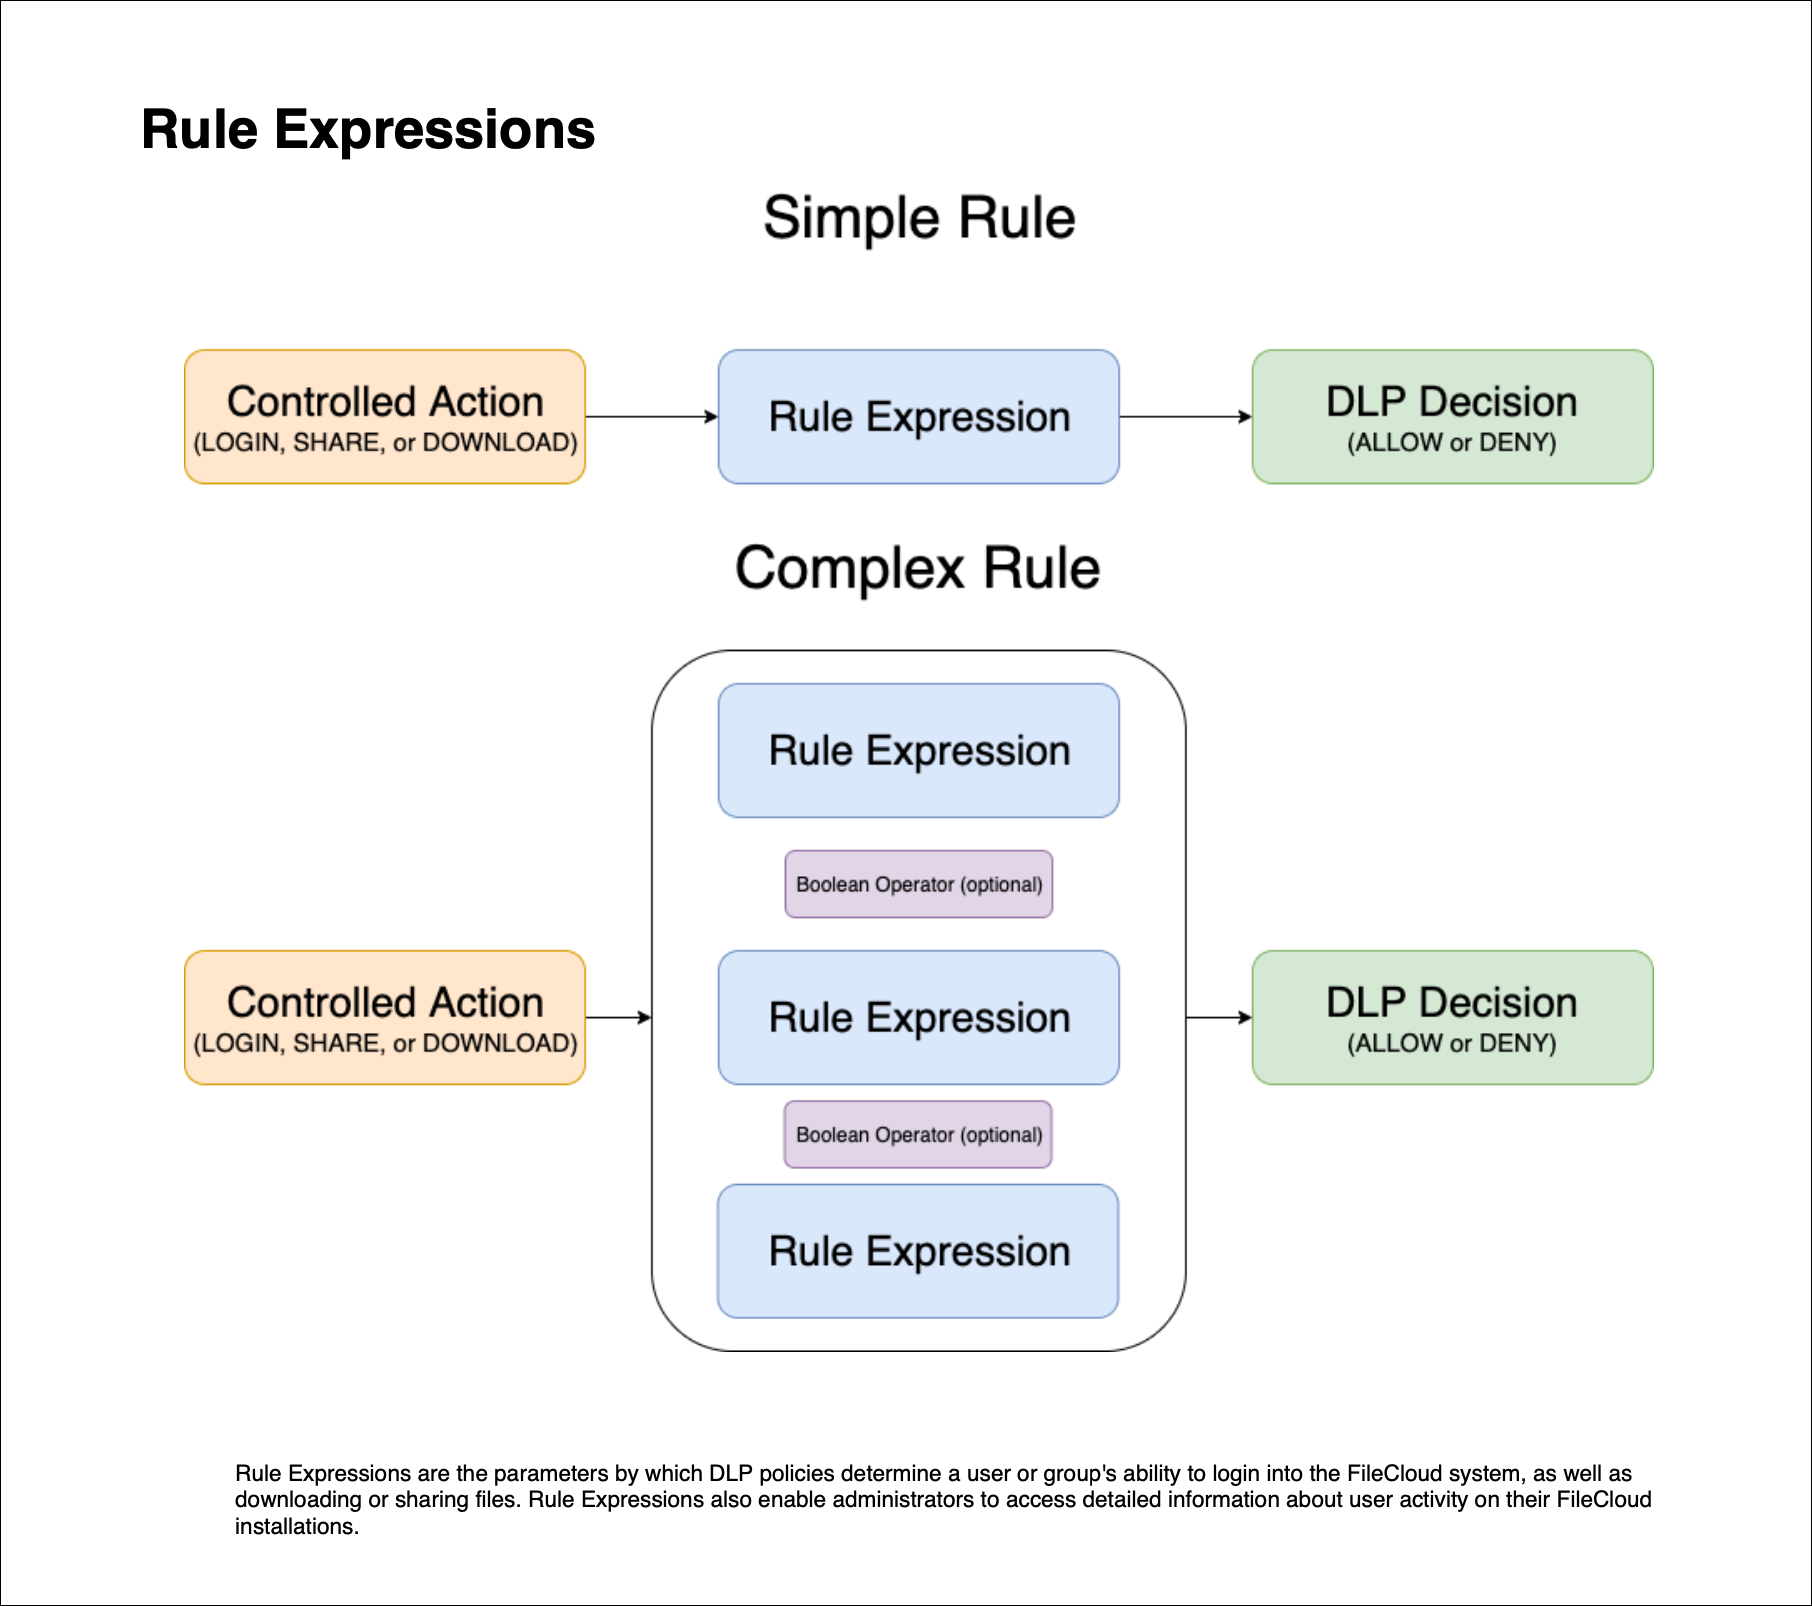 Rule Expressions
Simple Rule
Controlled Action
(LOGIN, SHARE, or DOWNLOAD)
Rule Expression
DLP Decision
(ALLOW or DENY)
Complex Rule
Rule Expression
Boolean Operator (optional)
Controlled Action
(LOGIN, SHARE, or DOWNLOAD)
Rule Expression
DLP Decision
(ALLOW or DENY)
Boolean Operator (optional)
Rule Expression
Rule Expressions are the parameters by which DLP policies determine a user or group's ability to login into the FileCloud system, as well as
downloading or sharing files. Rule Expressions also enable administrators to access detailed information about user activity on their FileCloud
installations.